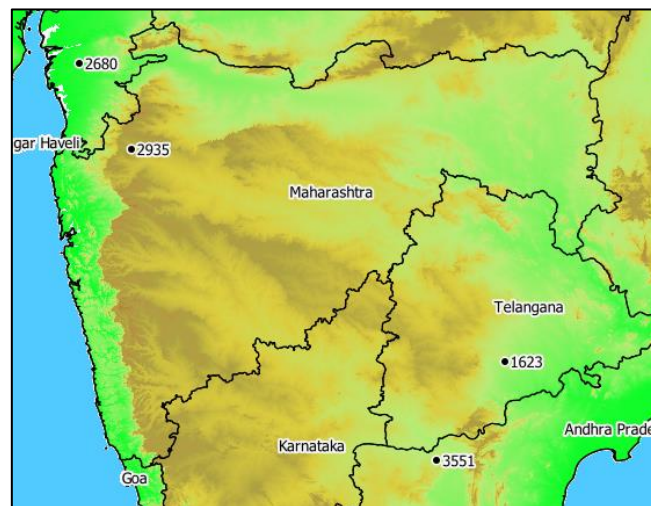 2680
gar Haveli
2935
Maharashtra
Telangana
1623
Andhra Prade
Karnataka
3551
Goa